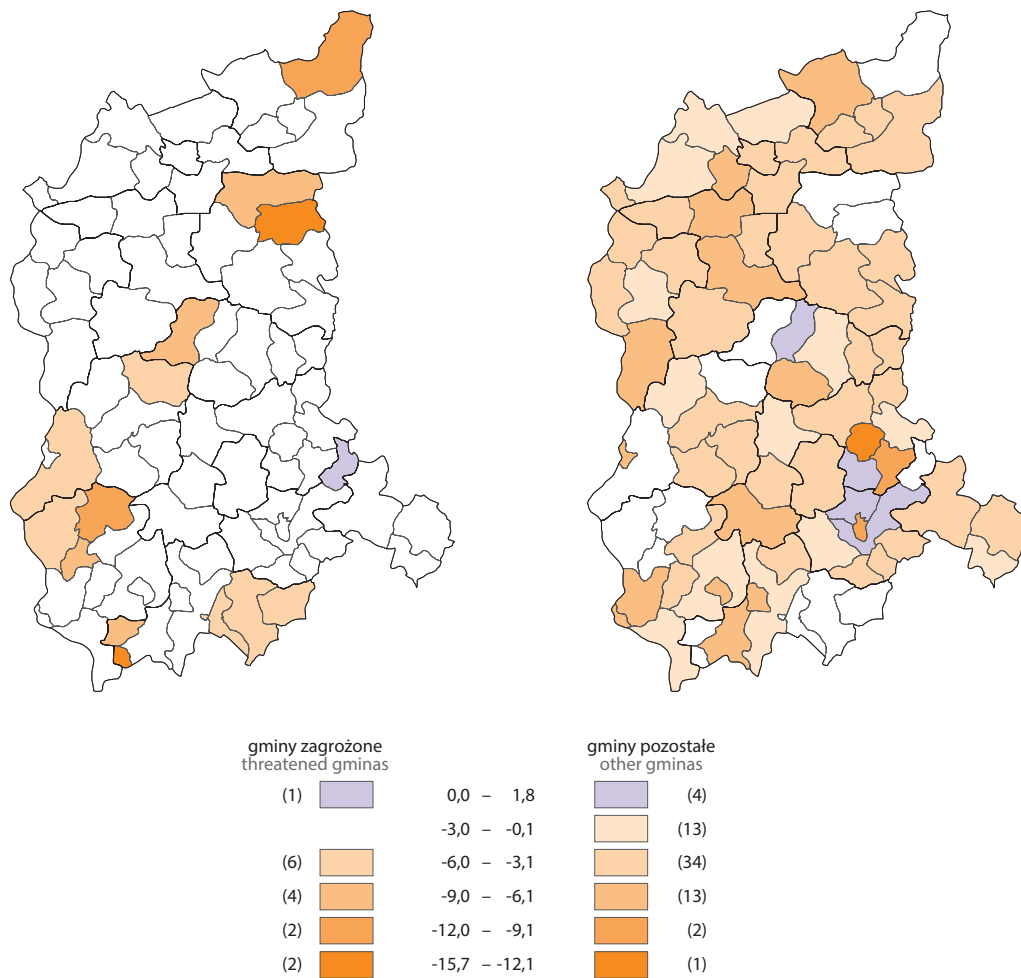 gminy zagrożone gminy pozostałe
threatened gminas other gminas
(1) 0,0 – 1,8 (4)
-3,0 – -0,1 (13)
(6) -6,0 – -3,1 (34)
(4) -9,0 – -6,1 (13)
(2) -12,0 – -9,1 (2)
(2) -15,7 – -12,1 (1)